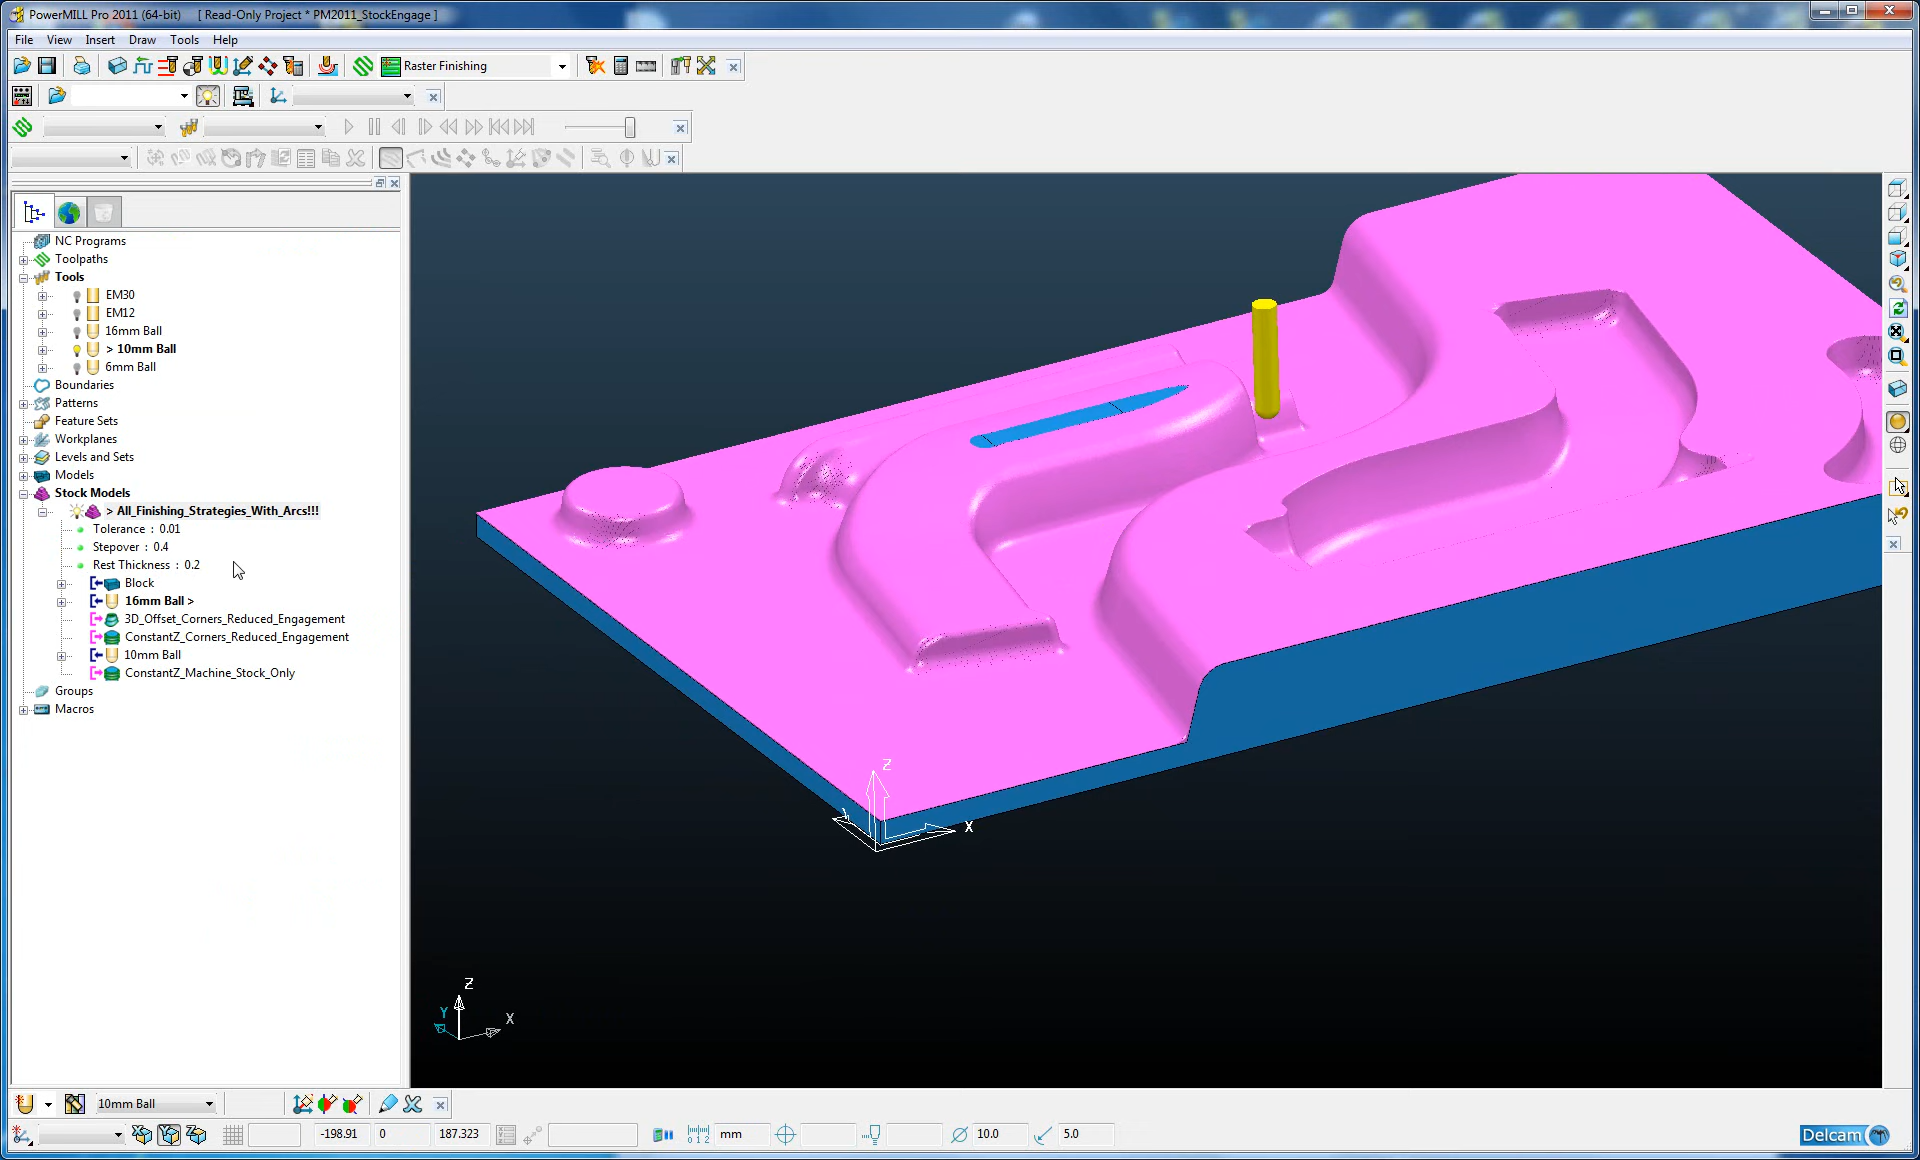 PowerMILL Pro 2011 (64-bit) [ Read-Only Project * PM2011_StockEngage ]
File View Insert Draw Tools Help
Raster Finishing
NC Programs
Toolpaths
Tools
EM30
EM12
16mm Ball
> 10mm Ball
6mm Ball
Boundaries
Patterns
Feature Sets
Workplanes
Levels and Sets
Models
Stock Models
> All_Finishing_Strategies_With_Arcs!!!
Tolerance : 0.01
Stepover : 0.4
Rest Thickness : 0.2
Block
16mm Ball >
3D_Offset_Corners_Reduced_Engagement
ConstantZ_Corners_Reduced_Engagement
10mm Ball
ConstantZ_Machine_Stock_Only
Groups
Macros
Z
X
Z
Y
X
10mm Ball
-198.91 0 187.323 mm 10.0 5.0
Delcam